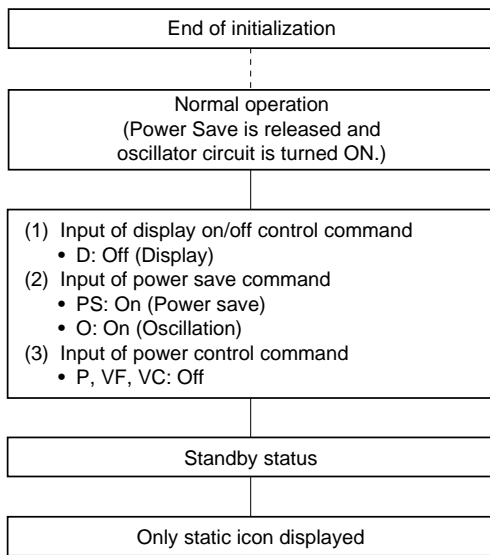 End of initialization
Normal operation
(Power Save is released and
oscillator circuit is turned ON.)
(1) Input of display on/off control command
• D: Off (Display)
(2) Input of power save command
• PS: On (Power save)
• O: On (Oscillation)
(3) Input of power control command
• P, VF, VC: Off
Standby status
Only static icon displayed